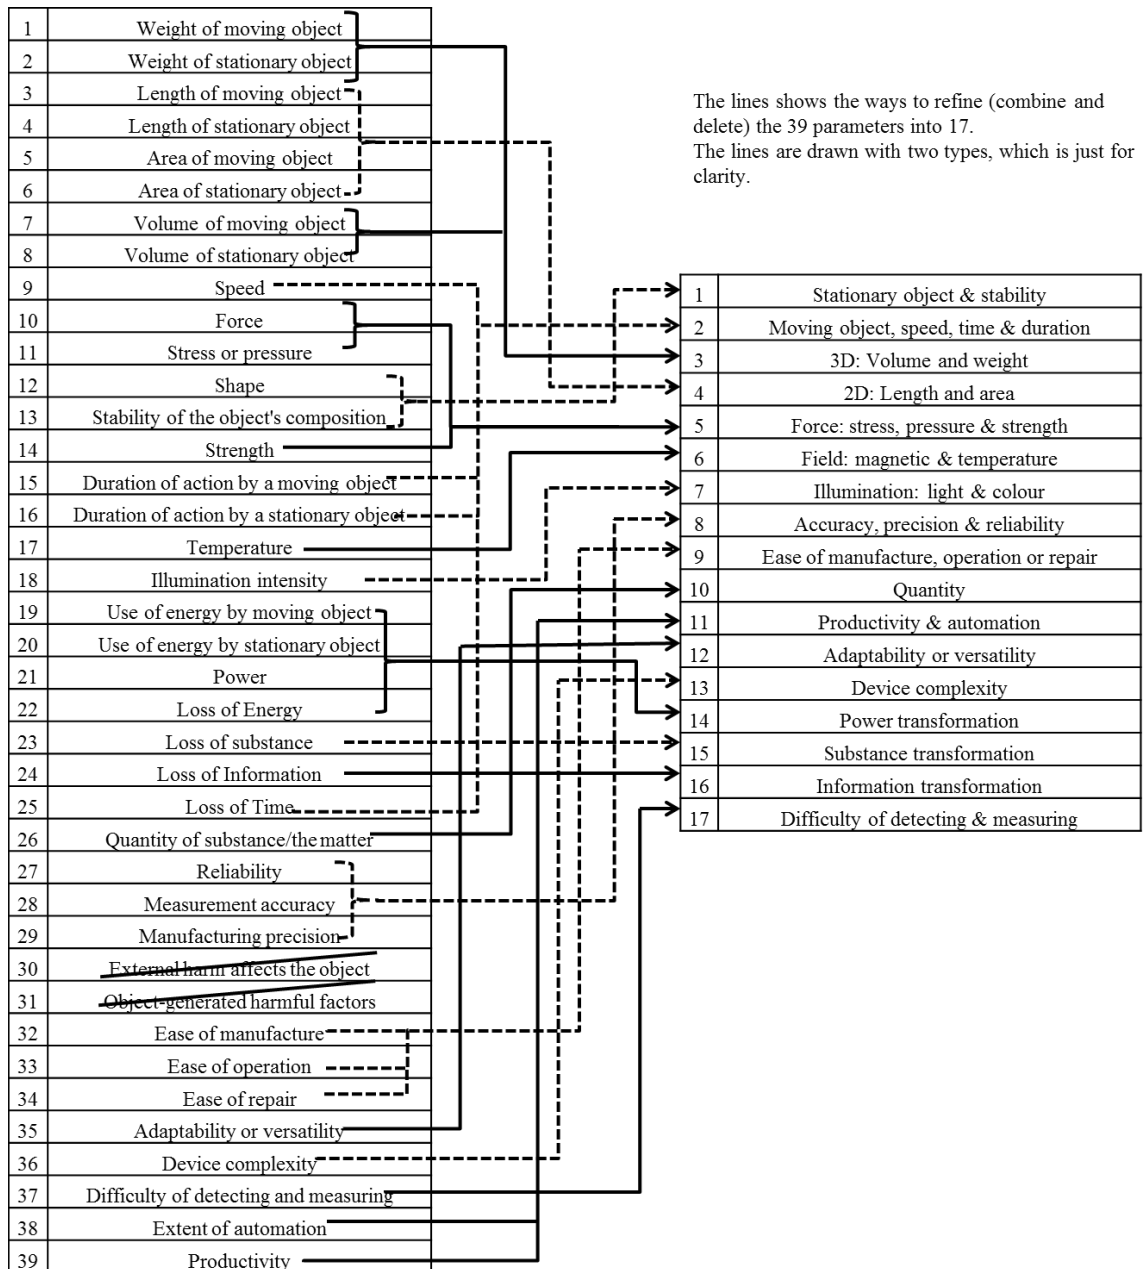 1 Weight of moving object
2 Weight of stationary object
3 Length of moving object
4 Length of stationary object
5 Area of moving object
6 Area of stationary object
7 Volume of moving object
8 Volume of stationary object
9 Speed
10 Force
11 Stress or pressure
12 Shape
13 Stability of the object's composition
14 Strength
15 Duration of action by a moving object
16 Duration of action by a stationary object
17 Temperature
18 Illumination intensity
19 Use of energy by moving object
20 Use of energy by stationary object
21 Power
22 Loss of Energy
23 Loss of substance
24 Loss of Information
25 Loss of Time
26 Quantity of substance/the matter
27 Reliability
28 Measurement accuracy
29 Manufacturing precision
30 External harm affects the object
31 Object-generated harmful factors
32 Ease of manufacture
33 Ease of operation
34 Ease of repair
35 Adaptability or versatility
36 Device complexity
37 Difficulty of detecting and measuring
38 Extent of automation
39 Productivity
The lines shows the ways to refine (combine and
delete) the 39 parameters into 17.
The lines are drawn with two types, which is just for
clarity.
1 Stationary object & stability
2 Moving object, speed, time & duration
3 3D: Volume and weight
4 2D: Length and area
5 Force: stress, pressure & strength
6 Field: magnetic & temperature
7 Illumination: light & colour
8 Accuracy, precision & reliability
9 Ease of manufacture, operation or repair
10 Quantity
11 Productivity & automation
12 Adaptability or versatility
13 Device complexity
14 Power transformation
15 Substance transformation
16 Information transformation
17 Difficulty of detecting & measuring